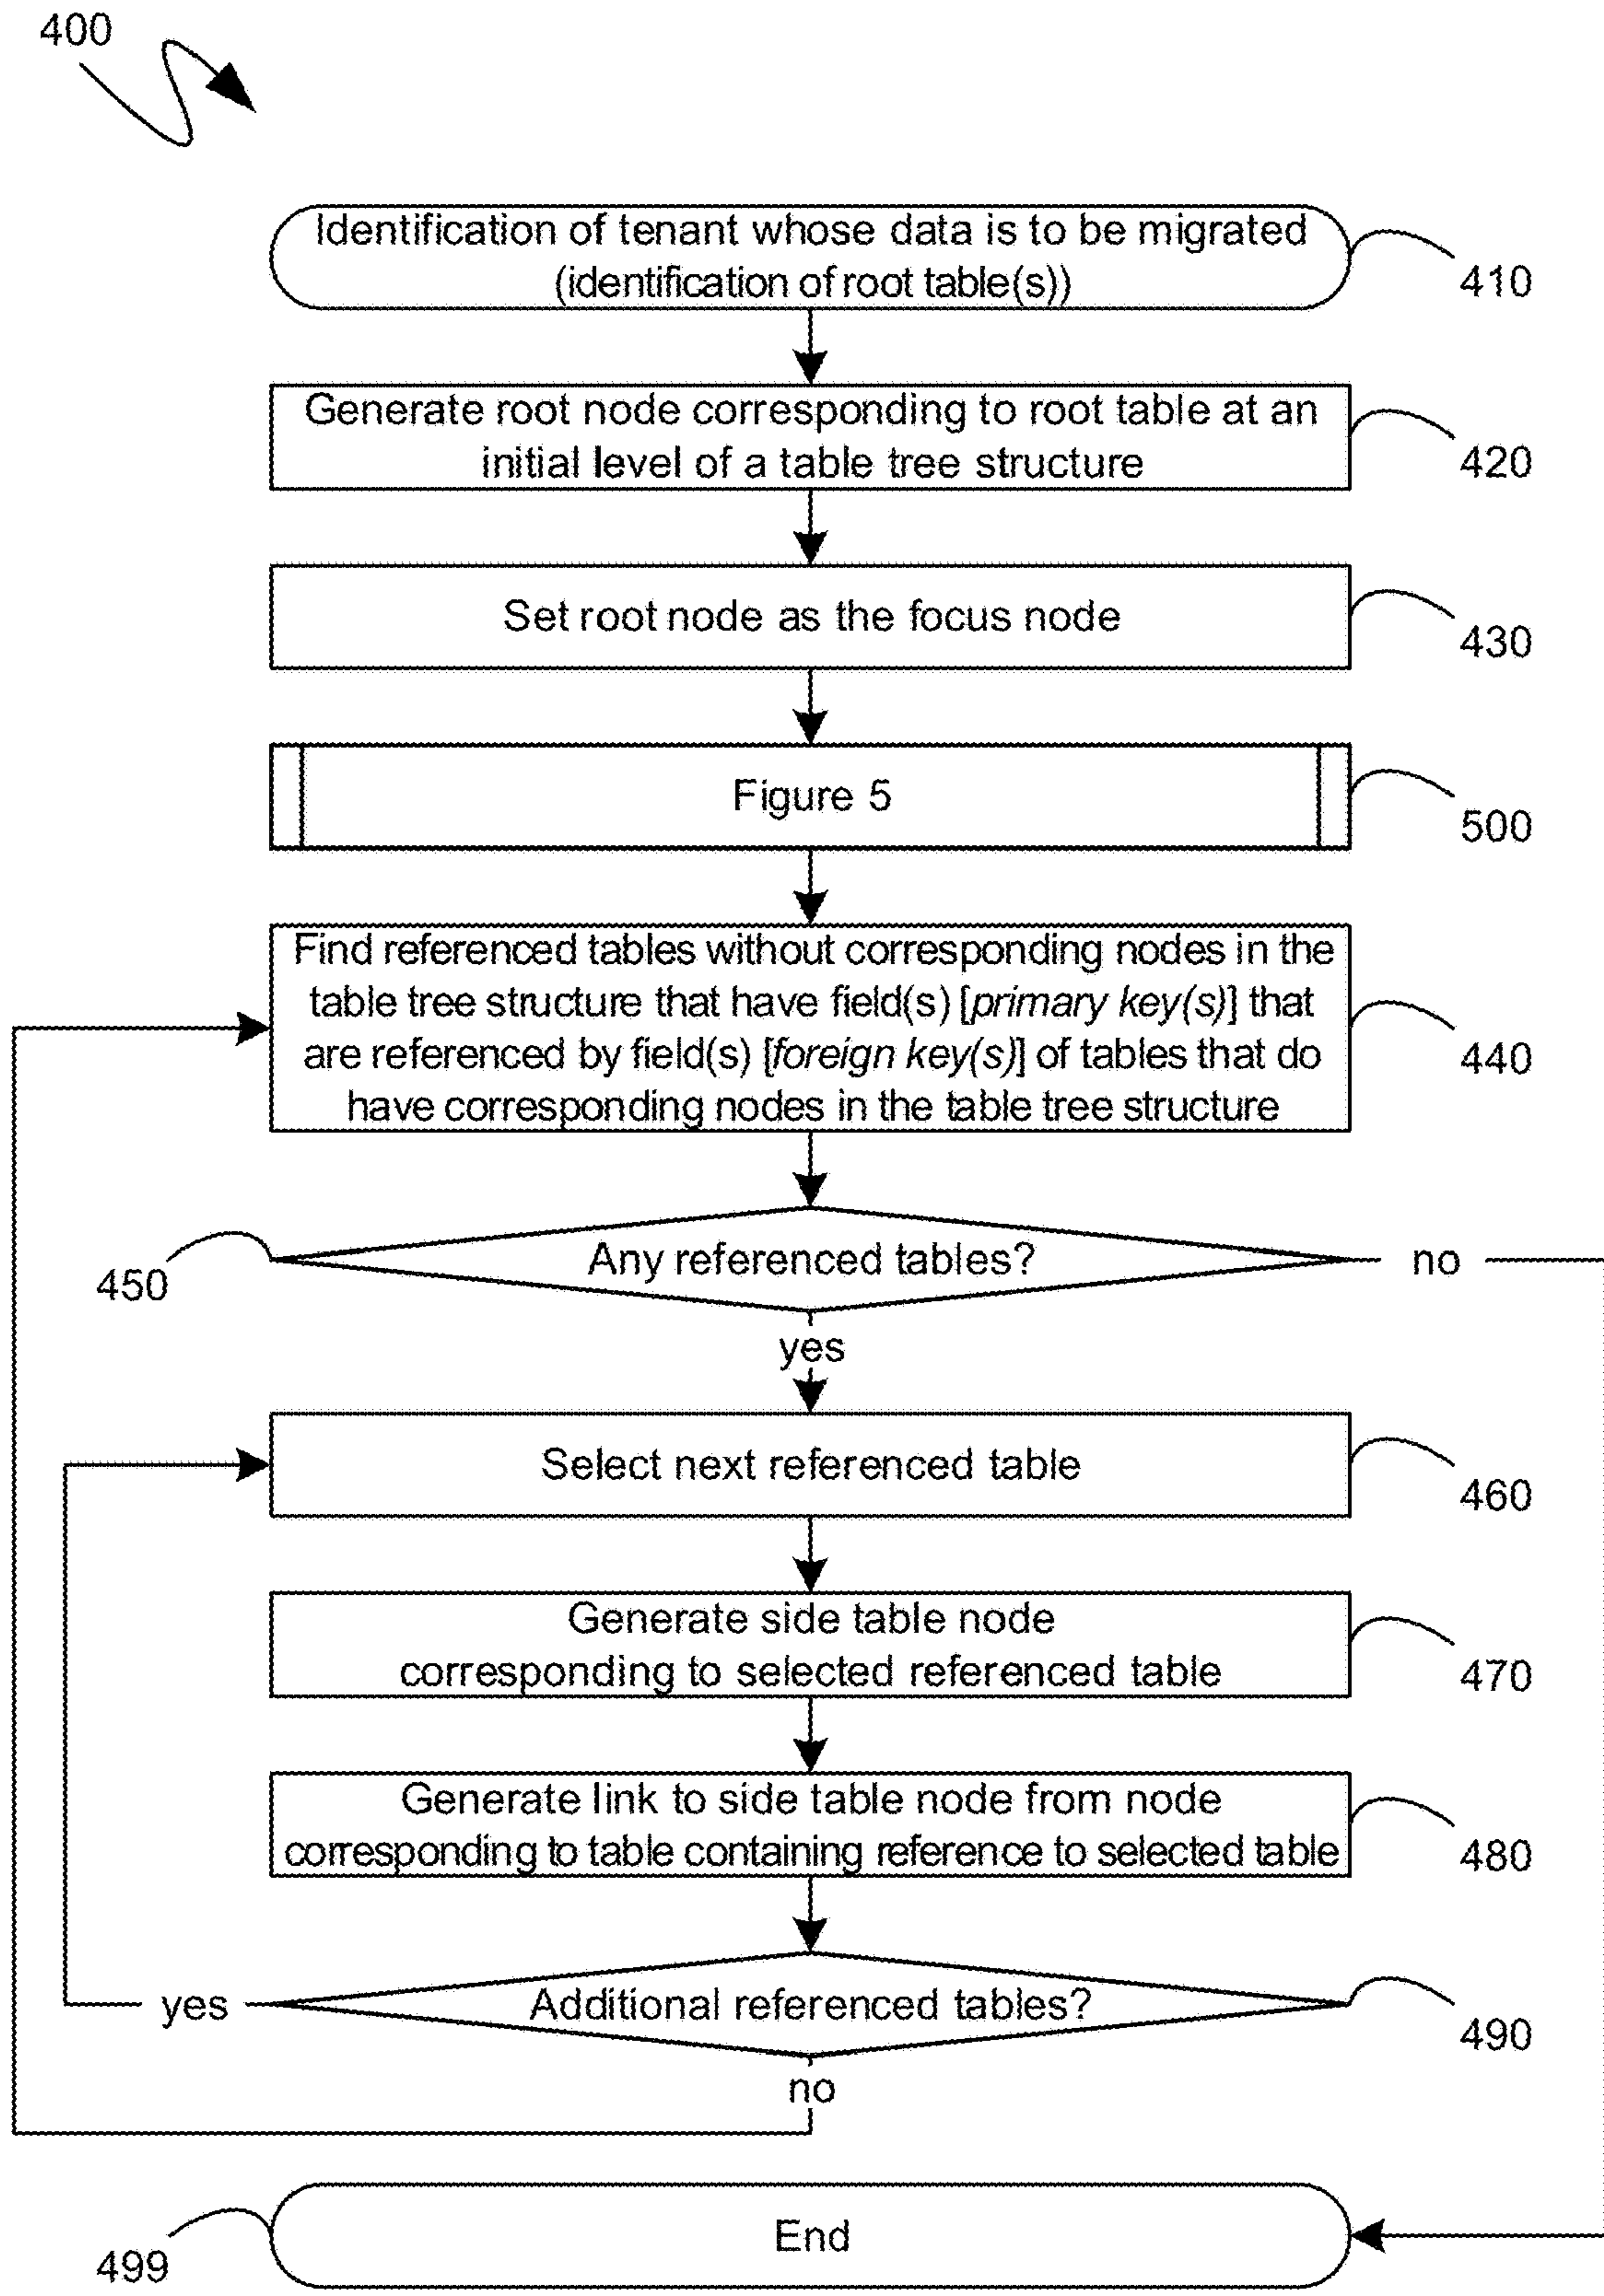 400
Identification of tenant whose data is to be migrated
(identification of root table(s))
410
Generate root node corresponding to root table at an
initial level of a table tree structure
420
Set root node as the focus node
430
Figure 5
500
Find referenced tables without corresponding nodes in the
table tree structure that have field(s) [primary key(s)] that
are referenced by field(s) [foreign key(s)] of tables that do
have corresponding nodes in the table tree structure
440
450
Any referenced tables?
no
yes
Select next referenced table
460
Generate side table node
corresponding to selected referenced table
470
Generate link to side table node from node
corresponding to table containing reference to selected table
480
yes
Additional referenced tables?
490
no
End
499